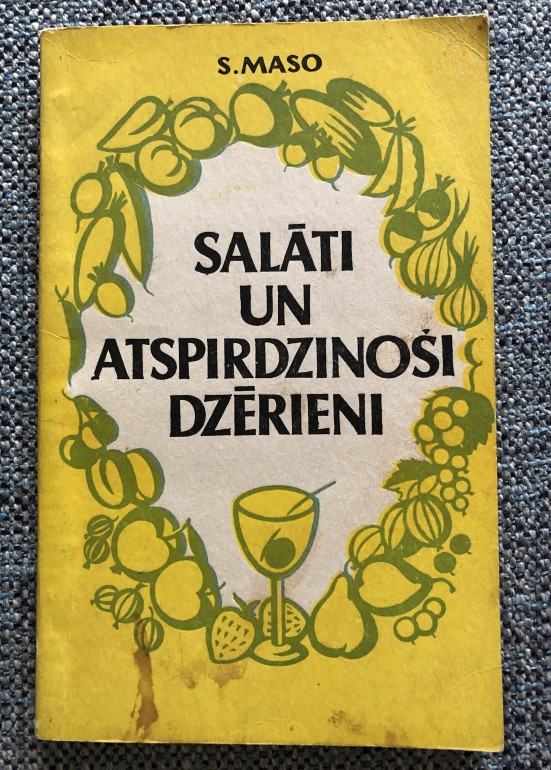 S.MASO
SALĀTI
UN
ATSPIRDZINOŠI
DZĒRIENI